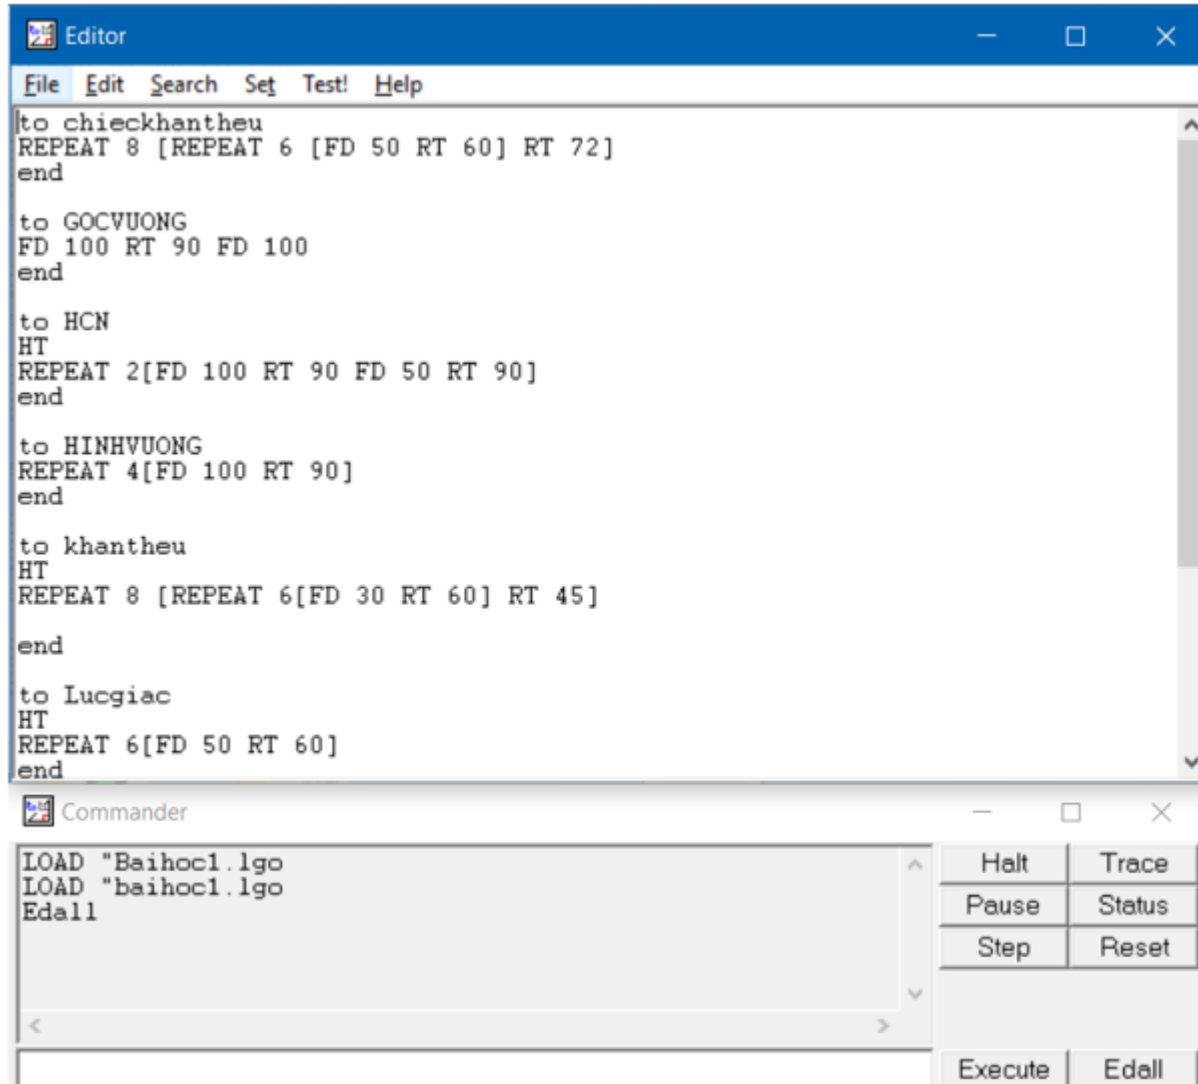 Editor
File Edit Search Set Test! Help
to chieckhantheu
REPEAT 8 [REPEAT 6 [FD 50 RT 60] RT 72]
end
to GOCVUONG
FD 100 RT 90 FD 100
end
to HCN
HT
REPEAT 2[FD 100 RT 90 FD 50 RT 90]
end
to HINHVUONG
REPEAT 4[FD 100 RT 90]
end
to khantheu
HT
REPEAT 8 [REPEAT 6[FD 30 RT 60] RT 45]
end
to Lucgiac
HT
REPEAT 6[FD 50 RT 60]
end
Commander
LOAD "Baihoc1.lgo
LOAD "baihoc1.lgo
Edall
Halt Trace
Pause Status
Step Reset
Execute Edall